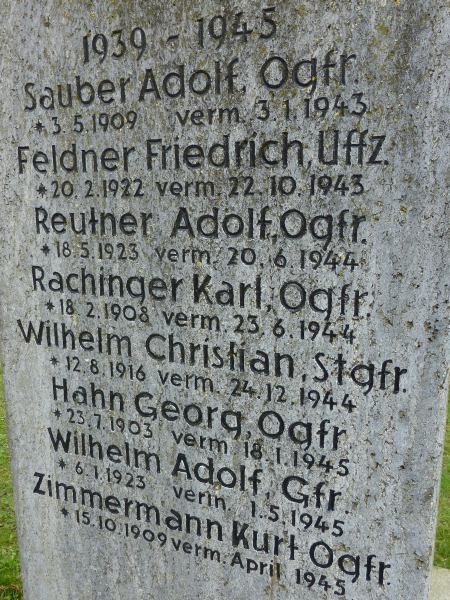 1939 - 1945
Sauber Adolf, Ogfr.
* 3.5.1909 verm. 3.1.1943
Feldner Friedrich, Uffz.
* 20.2.1922 verm. 22.10.1943
Reutner Adolf, Ogfr.
* 18.5.1923 verm. 20.6.1944
Rachinger Karl, Ogfr.
* 18.2.1908 verm. 23.6.1944
Wilhelm Christian, Stgfr.
* 12.8.1916 verm. 24.12.1944
Hahn Georg, Ogfr
* 23.7.1903 verm 18.1.1945
Wilhelm Adolf, Gfr.
* 6.1.1923 verm 1.5.1945
Zimmermann Kurt Ogfr.
* 15.10.1909 verm. April 1945